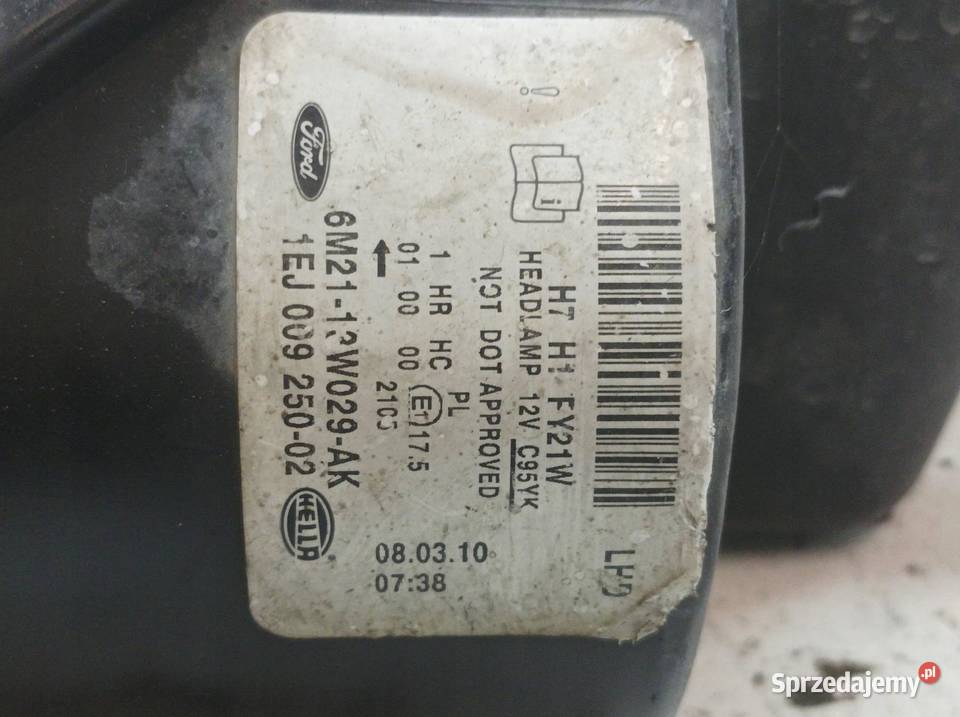 H7 H1 FY21W
HEADLAMP 12V C95YK
NOT DOT APPROVED
LHD
PL
1 HR HC
01 00 00 E1 17.5
2105
08.03.10
07:38
Ford
6M21-13W029-AK
1EJ 009 250-02
HELLA
Sprzedajemy.pl